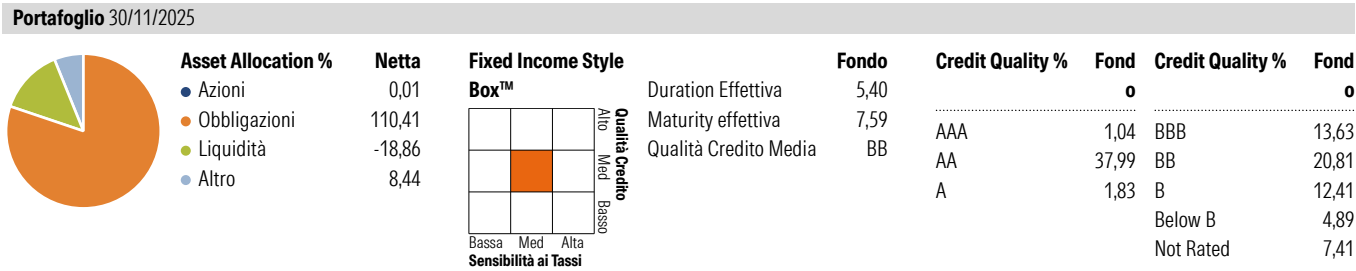 Portafoglio 30/11/2025
Asset Allocation % Netta
Azioni 0,01
Obbligazioni 110,41
Liquidità -18,86
Altro 8,44
Fixed Income Style
Box™
Alto Med Basso
Qualità Credito
Bassa Med Alta
Sensibilità ai Tassi
Fondo
Duration Effettiva 5,40
Maturity effettiva 7,59
Qualità Credito Media BB
Credit Quality % Fond
o
AAA 1,04
AA 37,99
A 1,83
Credit Quality % Fond
o
BBB 13,63
BB 20,81
B 12,41
Below B 4,89
Not Rated 7,41